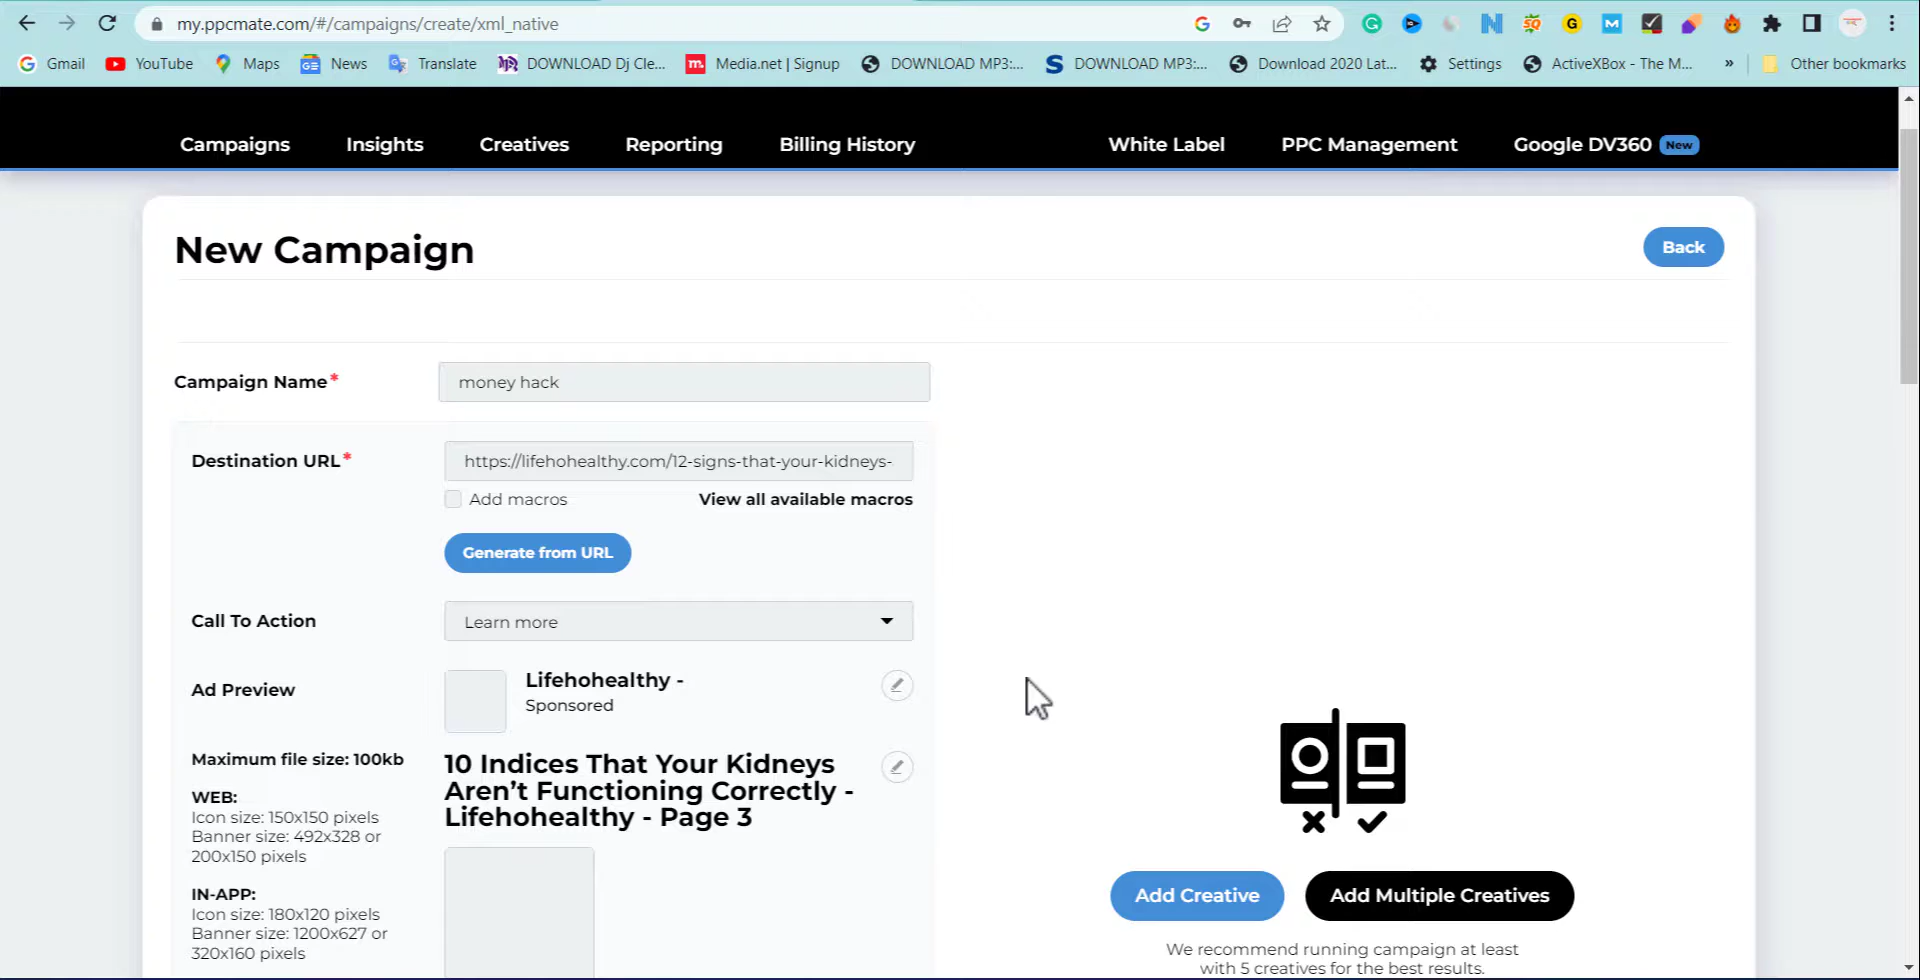 my.ppcmate.com/#/campaigns/create/xml_native
Gmail YouTube Maps News Translate DOWNLOAD Dj Cle... Media.net | Signup DOWNLOAD MP3:... DOWNLOAD MP3:... Download 2020 Lat... Settings ActiveXBox - The M... » Other bookmarks
Campaigns Insights Creatives Reporting Billing History White Label PPC Management Google DV360 New
New Campaign
Back
Campaign Name*
money hack
Destination URL*
https://lifehohealthy.com/12-signs-that-your-kidneys-
Add macros
View all available macros
Generate from URL
Call To Action
Learn more
Ad Preview
Lifehohealthy -
Sponsored
Maximum file size: 100kb
WEB:
Icon size: 150x150 pixels
Banner size: 492x328 or
200x150 pixels
IN-APP:
Icon size: 180x120 pixels
Banner size: 1200x627 or
320x160 pixels
10 Indices That Your Kidneys
Aren’t Functioning Correctly -
Lifehohealthy - Page 3
Add Creative
Add Multiple Creatives
We recommend running campaign at least
with 5 creatives for the best results.